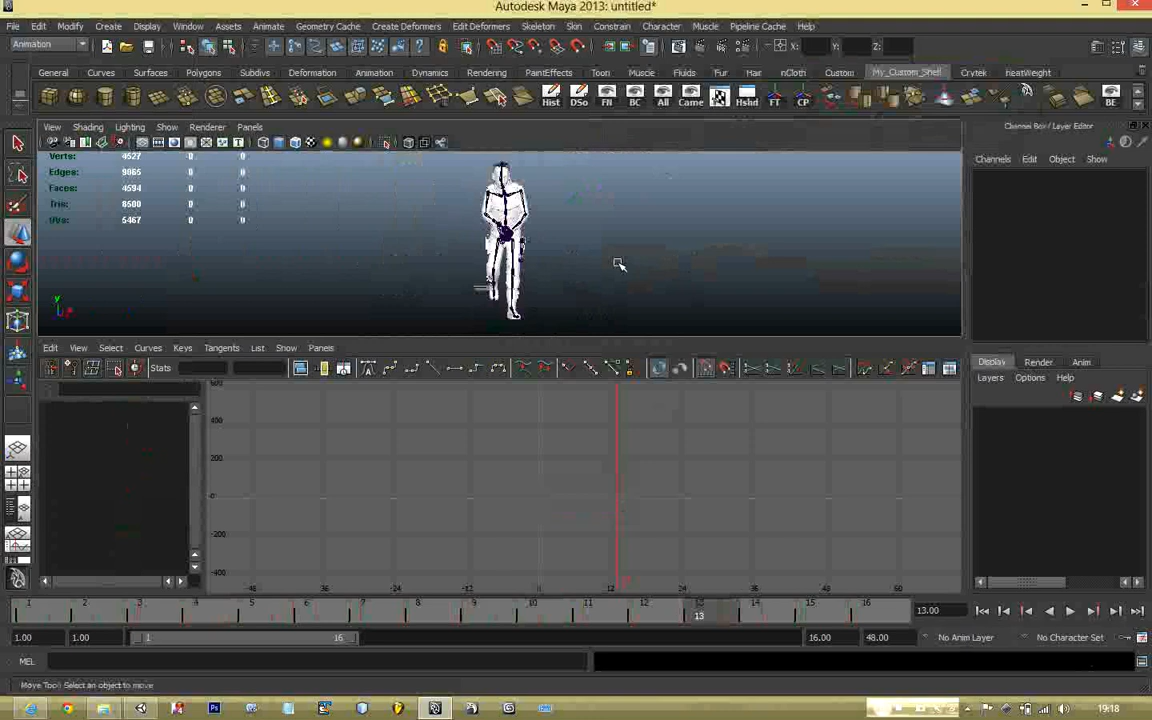 Autodesk Maya 2013: untitled*
File Edit Modify Create Display Window Assets Animate Geometry Cache Create Deformers Edit Deformers Skeleton Skin Constrain Character Muscle Pipeline Cache Help
Animation X: Y: Z:
General Curves Surfaces Polygons Subdivs Deformation Animation Dynamics Rendering PaintEffects Toon Muscle Fluids Fur Hair nCloth Custom My_Custom_Shelf Crytek heatWeight
Hist DSo FN BC All Came Hshd FT CP BE
View Shading Lighting Show Renderer Panels
Channel Box / Layer Editor
Channels Edit Object Show
Verts: 4527 0 0
Edges: 9065 0 0
Faces: 4594 0 0
Tris: 8500 0 0
UVs: 5467 0 0
y
Edit View Select Curves Keys Tangents List Show Panels
Stats
Display Render Anim
Layers Options Help
400
200
0
-200
-400
-48 -36 -24 -12 0 12 24 36 48 60
1 2 3 4 5 6 7 8 9 10 11 12 13 14 15 16
13
13.00
1.00 1.00 1 16 16.00 48.00 No Anim Layer No Character Set
MEL
Move Tool: Select an object to move
19:18